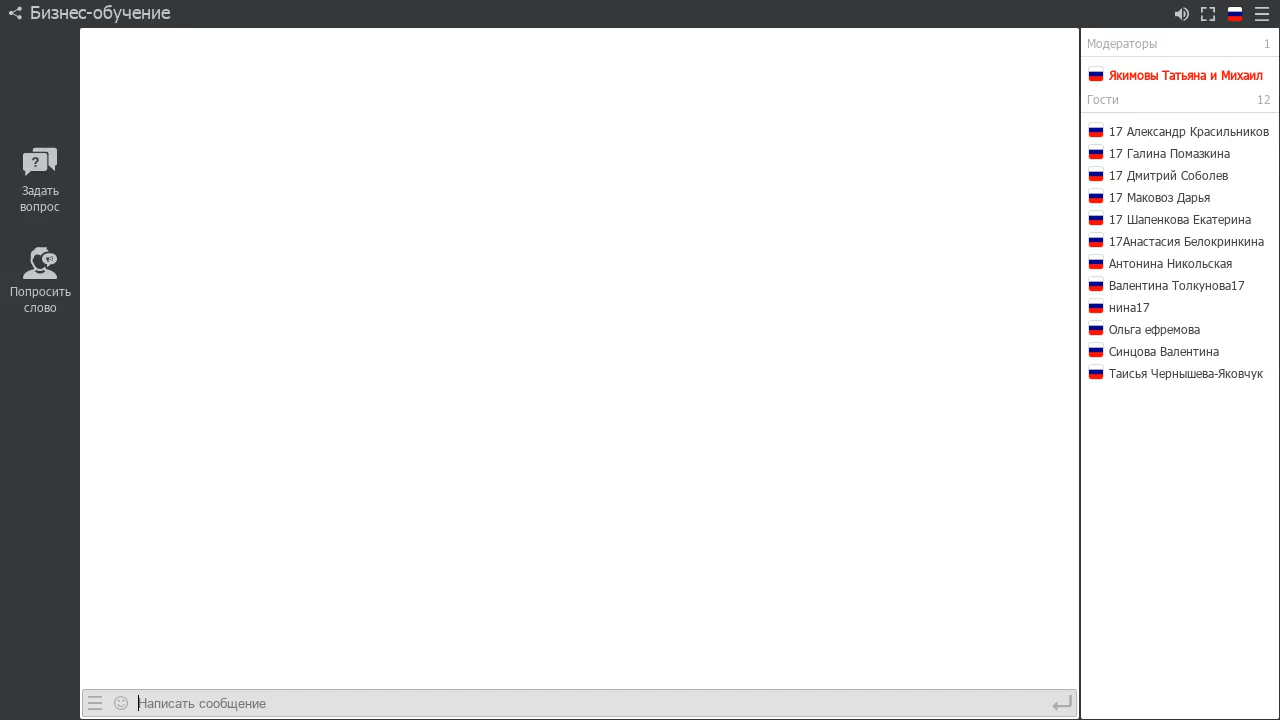 Бизнес-обучение
Задать
вопрос
Попросить
слово
Написать сообщение
Модераторы 1
Якимовы Татьяна и Михаил
Гости 12
17 Александр Красильников
17 Галина Помазкина
17 Дмитрий Соболев
17 Маковоз Дарья
17 Шапенкова Екатерина
17Анастасия Белокринкина
Антонина Никольская
Валентина Толкунова17
нина17
Ольга ефремова
Синцова Валентина
Таисья Чернышева-Яковчук